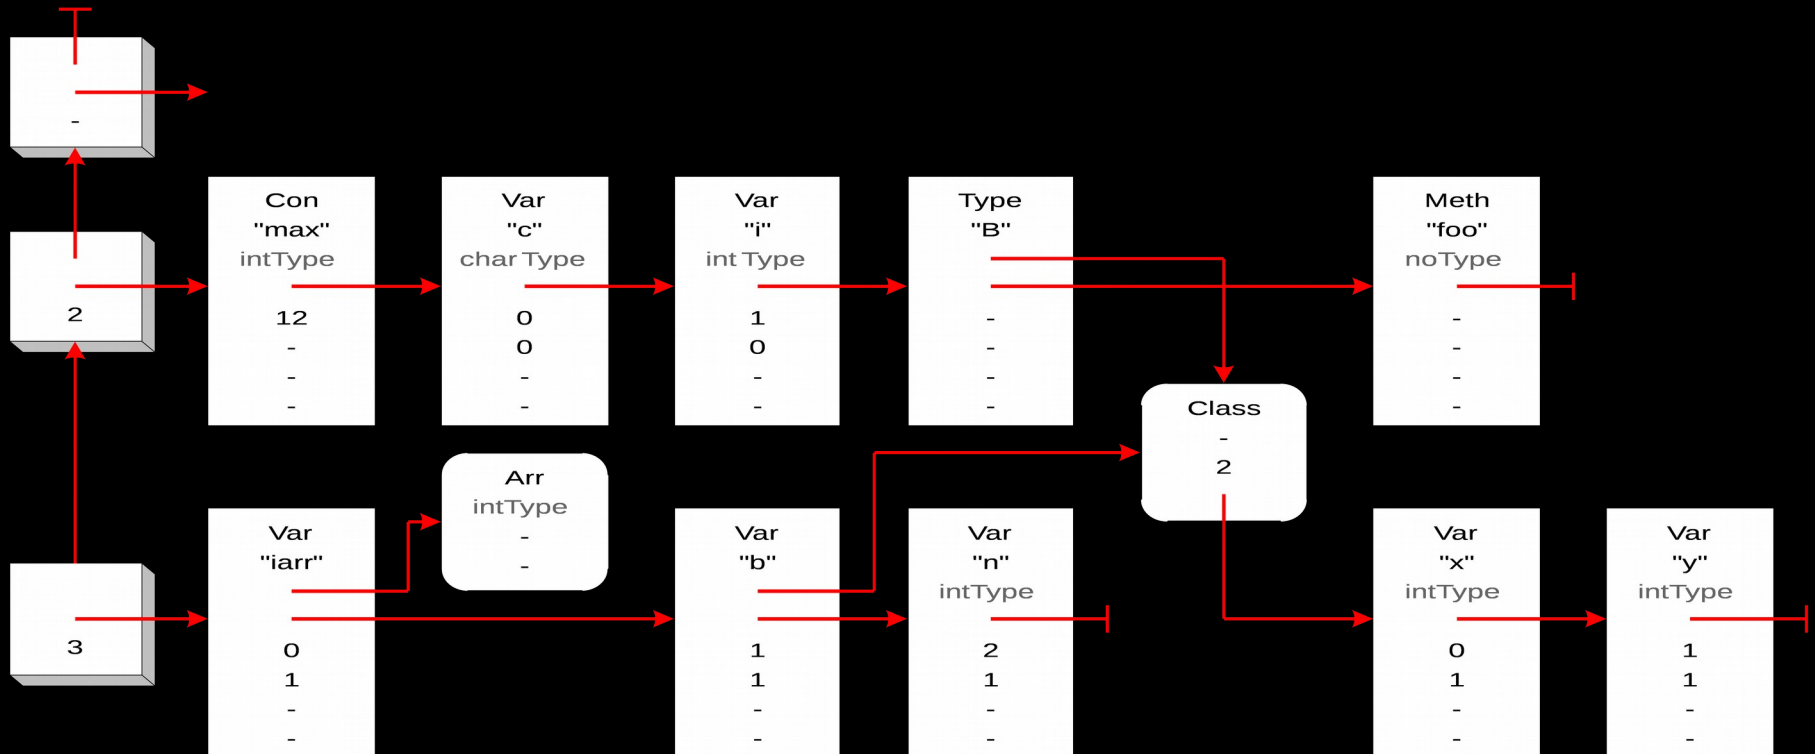 -
2
Con
"max"
intType
12
-
-
-
Var
"c"
char Type
0
0
-
-
Var
"i"
int Type
1
0
-
-
Type
"B"
-
-
-
-
Meth
"foo"
noType
-
-
-
-
Class
-
2
Arr
intType
-
-
3
Var
"iarr"
0
1
-
-
Var
"b"
1
1
-
-
Var
"n"
intType
2
1
-
-
Var
"x"
intType
0
1
-
-
Var
"y"
intType
1
1
-
-